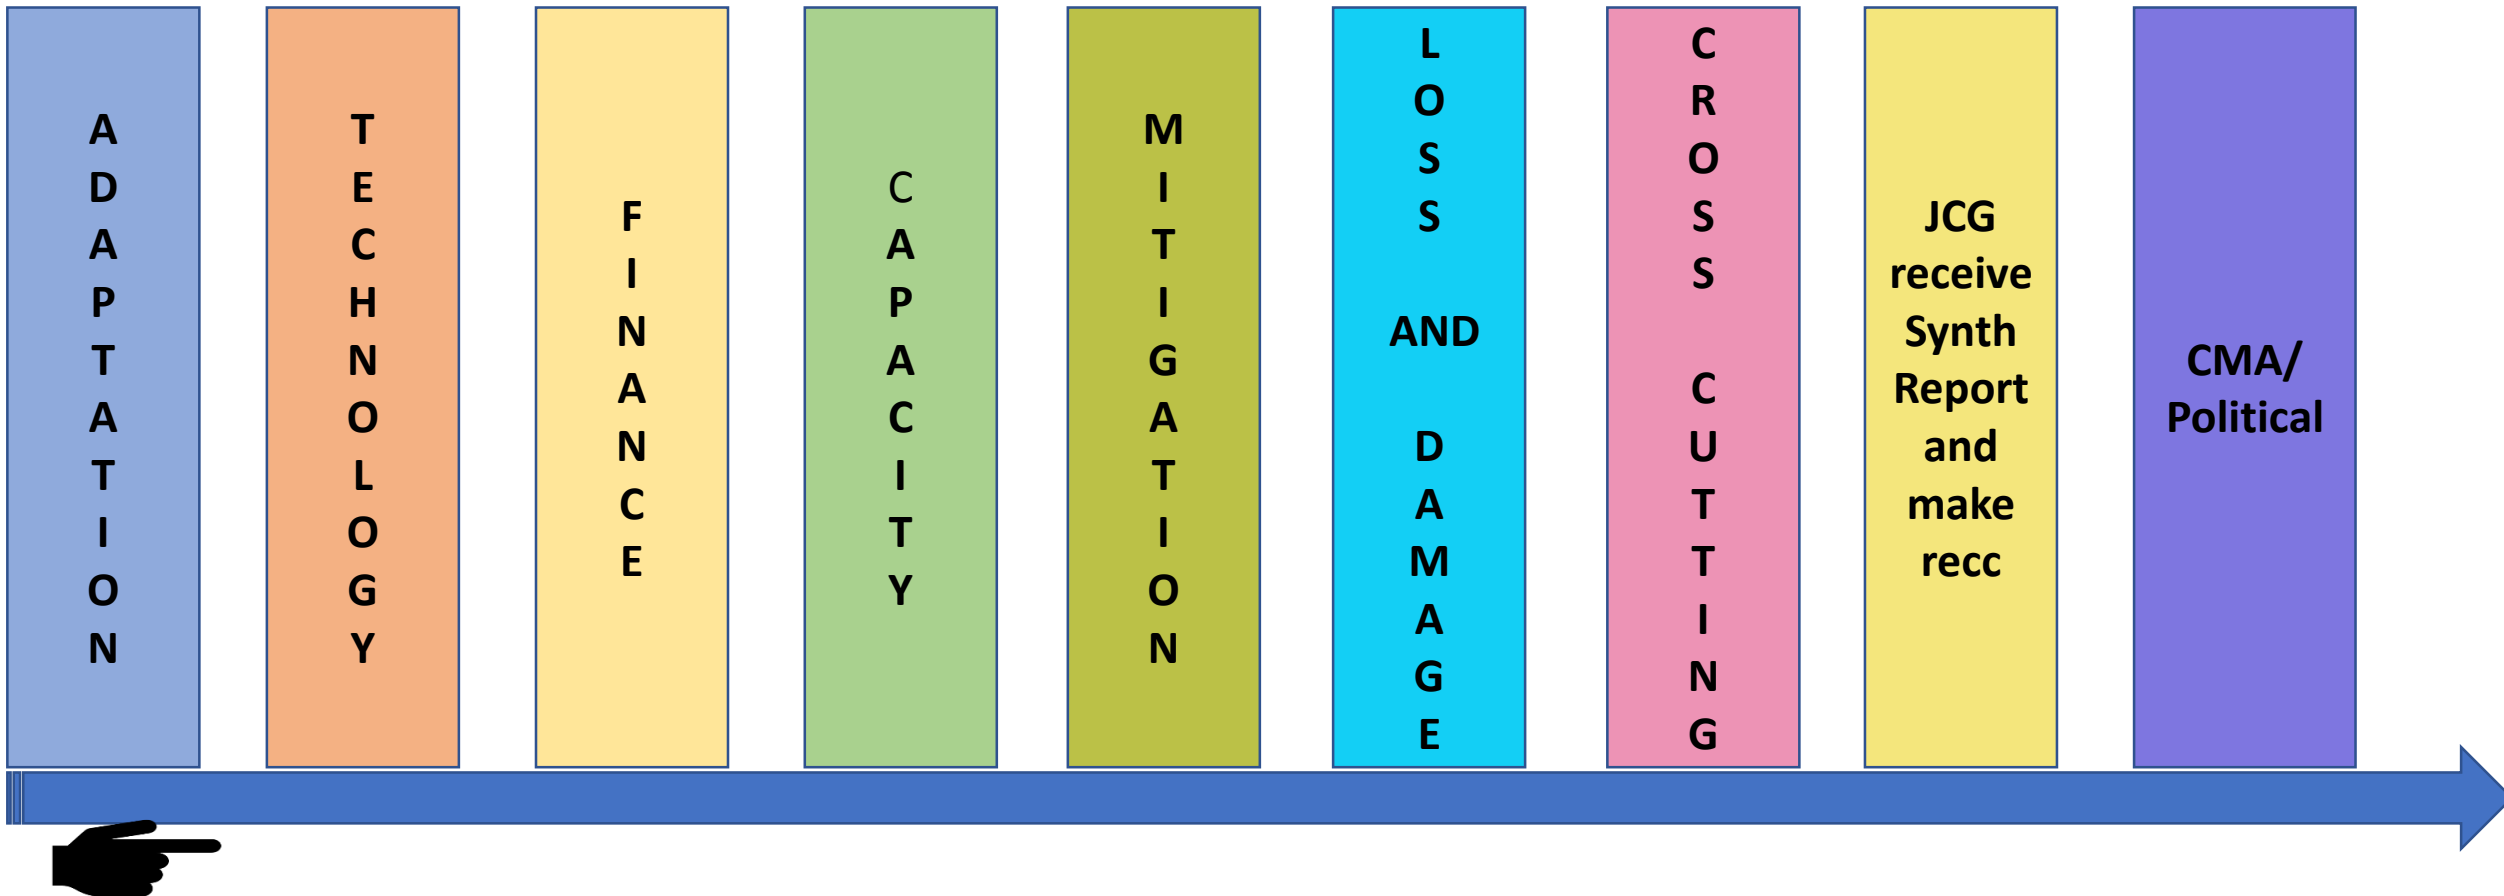 ADAPTATION
TECHNOLOGY
FINANCE
CAPACITY
MITIGATION
LOSS AND DAMAGE
CROSS CUTTING
JCG
receive
Synth
Report
and
make
recc
CMA/
Political